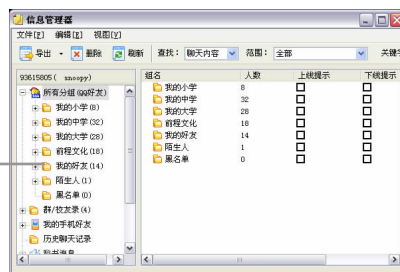 信息管理器
文件(F) 编辑(E) 视图(V)
导出 删除 刷新 查找: 聊天内容 范围: 全部 关键字
93615805( snoopy)
所有分组(QQ好友)
我的小学(8)
我的中学(32)
我的大学(28)
前程文化(18)
我的好友(14)
陌生人(1)
黑名单(0)
群/校友录(4)
我的手机好友
历史聊天记录
组名 人数 上线提示 下线提示
我的小学 8
我的中学 32
我的大学 28
前程文化 18
我的好友 14
陌生人 1
黑名单 0